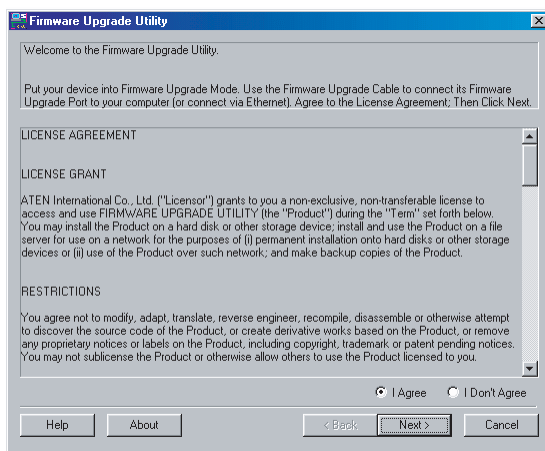 Firmware Upgrade Utility
Welcome to the Firmware Upgrade Utility.
Put your device into Firmware Upgrade Mode. Use the Firmware Upgrade Cable to connect its Firmware
Upgrade Port to your computer (or connect via Ethernet). Agree to the License Agreement; Then Click Next.
LICENSE AGREEMENT
LICENSE GRANT
ATEN International Co., Ltd. ("Licensor") grants to you a non-exclusive, non-transferable license to
access and use FIRMWARE UPGRADE UTILITY (the "Product") during the "Term" set forth below.
You may install the Product on a hard disk or other storage device; install and use the Product on a file
server for use on a network for the purposes of (i) permanent installation onto hard disks or other storage
devices or (ii) use of the Product over such network; and make backup copies of the Product.
RESTRICTIONS
You agree not to modify, adapt, translate, reverse engineer, recompile, disassemble or otherwise attempt
to discover the source code of the Product, or create derivative works based on the Product, or remove
any proprietary notices or labels on the Product, including copyright, trademark or patent pending notices.
You may not sublicense the Product or otherwise allow others to use the Product licensed to you.
I Agree I Don't Agree
Help About < Back Next > Cancel